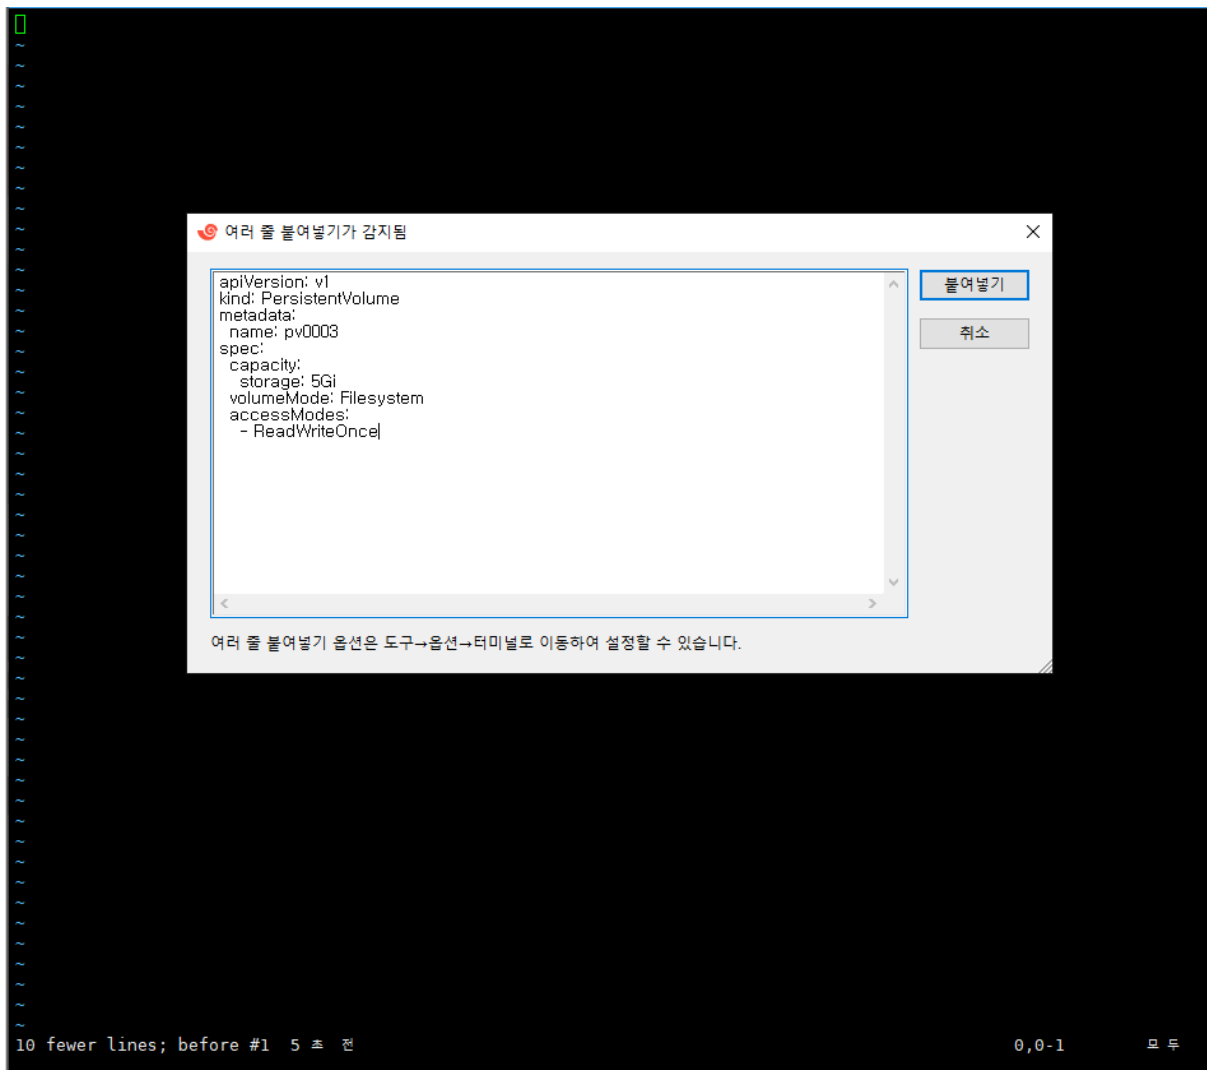 ~
~
~
~
~
~
~
~
~
여러 줄 붙여넣기가 감지됨
apiVersion: v1
붙여넣기
kind: PersistentVolume
metadata:
  name: pv0003
취소
spec:
  capacity:
    storage: 5Gi
  volumeMode: Filesystem
  accessModes:
    - ReadWriteOnce
여러 줄 붙여넣기 옵션은 도구→옵션→터미널로 이동하여 설정할 수 있습니다.
10 fewer lines; before #1  5 초 전
0,0-1
모두